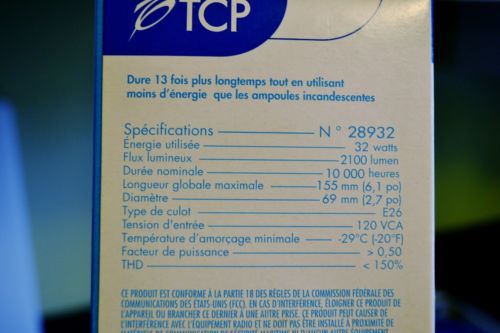 TCP
Dure 13 fois plus longtemps tout en utilisant
moins d'énergie que les ampoules incandescentes
Spécifications N° 28932
Énergie utilisée 32 watts
Flux lumineux 2100 lumen
Durée nominale 10 000 heures
Longueur globale maximale 155 mm (6,1 po)
Diamètre 69 mm (2,7 po)
Type de culot E26
Tension d'entrée 120 VCA
Température d'amorçage minimale -29°C (-20°F)
Facteur de puissance > 0,50
THD < 150%
CE PRODUIT EST CONFORME À LA PARTIE 18 DES RÈGLES DE LA COMMISSION FÉDÉRALE DES
COMMUNICATIONS DES ÉTATS-UNIS (FCC). EN CAS D'INTERFÉRENCE, ÉLOIGNER CE PRODUIT DE
L'APPAREIL OU BRANCHER CE DERNIER À UNE AUTRE PRISE. CE PRODUIT PEUT CAUSER DE
L'INTERFÉRENCE AVEC L'ÉQUIPEMENT RADIO ET NE DOIT PAS ÊTRE INSTALLÉ À PROXIMITÉ DE